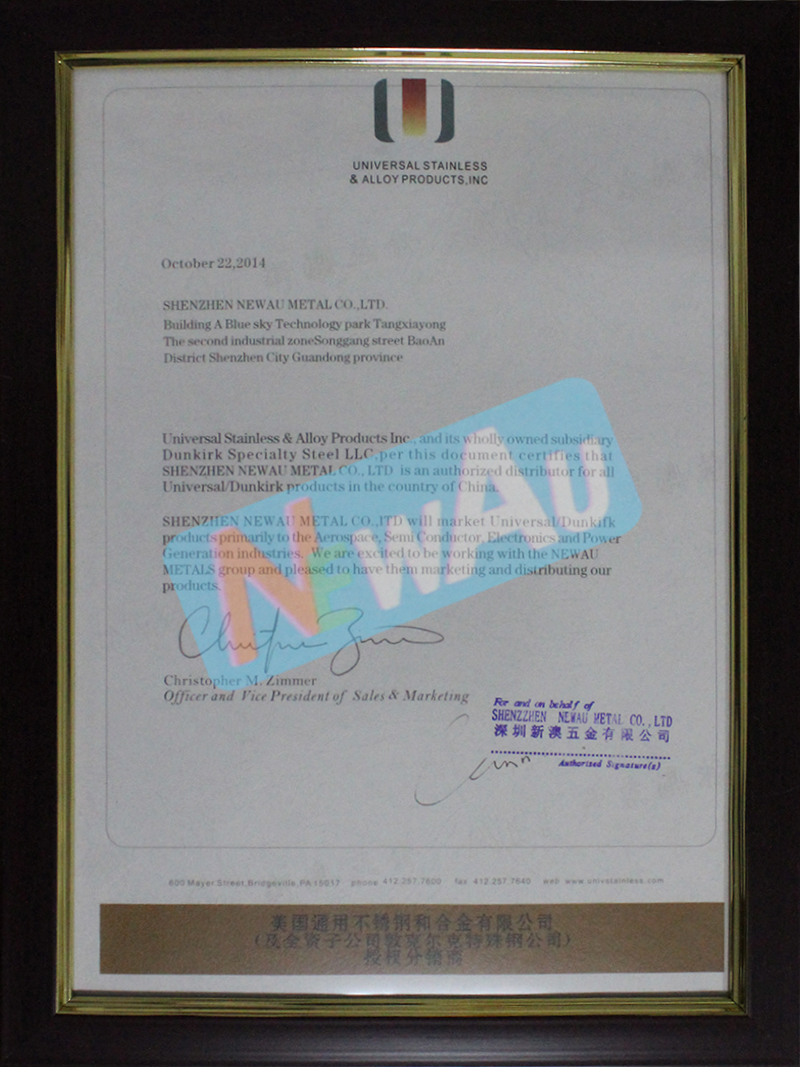 UNIVERSAL STAINLESS
& ALLOY PRODUCTS,INC
October 22,2014
SHENZHEN NEWAU METAL CO.,LTD.
Building A Blue sky Technology park Tangxiayong
The second industrial zoneSonggang street BaoAn
District Shenzhen City Guandong province
Universal Stainless & Alloy Products Inc., and its wholly owned subsidiary
Dunkirk Specialty Steel LLC,per this document certifies that
SHENZHEN NEWAU METAL CO., LTD is an authorized distributor for all
Universal/Dunkirk products in the country of China.
SHENZHEN NEWAU METAL CO.,lTD will market Universal/Dunkifk
products primarily to the Aerospace, Semi Conductor, Electronics and Power
Generation industries. We are excited to be working with the NEWAU
METALS group and pleased to have them marketing and distributing our
products.
NEWAU
Christopher M. Zimmer
Officer and Vice President of Sales & Marketing
For and on behalf of
SHENZZHEN NEWAU METAL CO.,LTD
深圳新澳五金有限公司
Authorized Signature(s)
600 Mayer Street,Bridgeville,PA 15017 phone 412.257.7600 fax 412.257.7640 web www.univstainless.com
美国通用不锈钢和合金有限公司
(及全资子公司敦克尔克特殊钢公司)
授权分销商